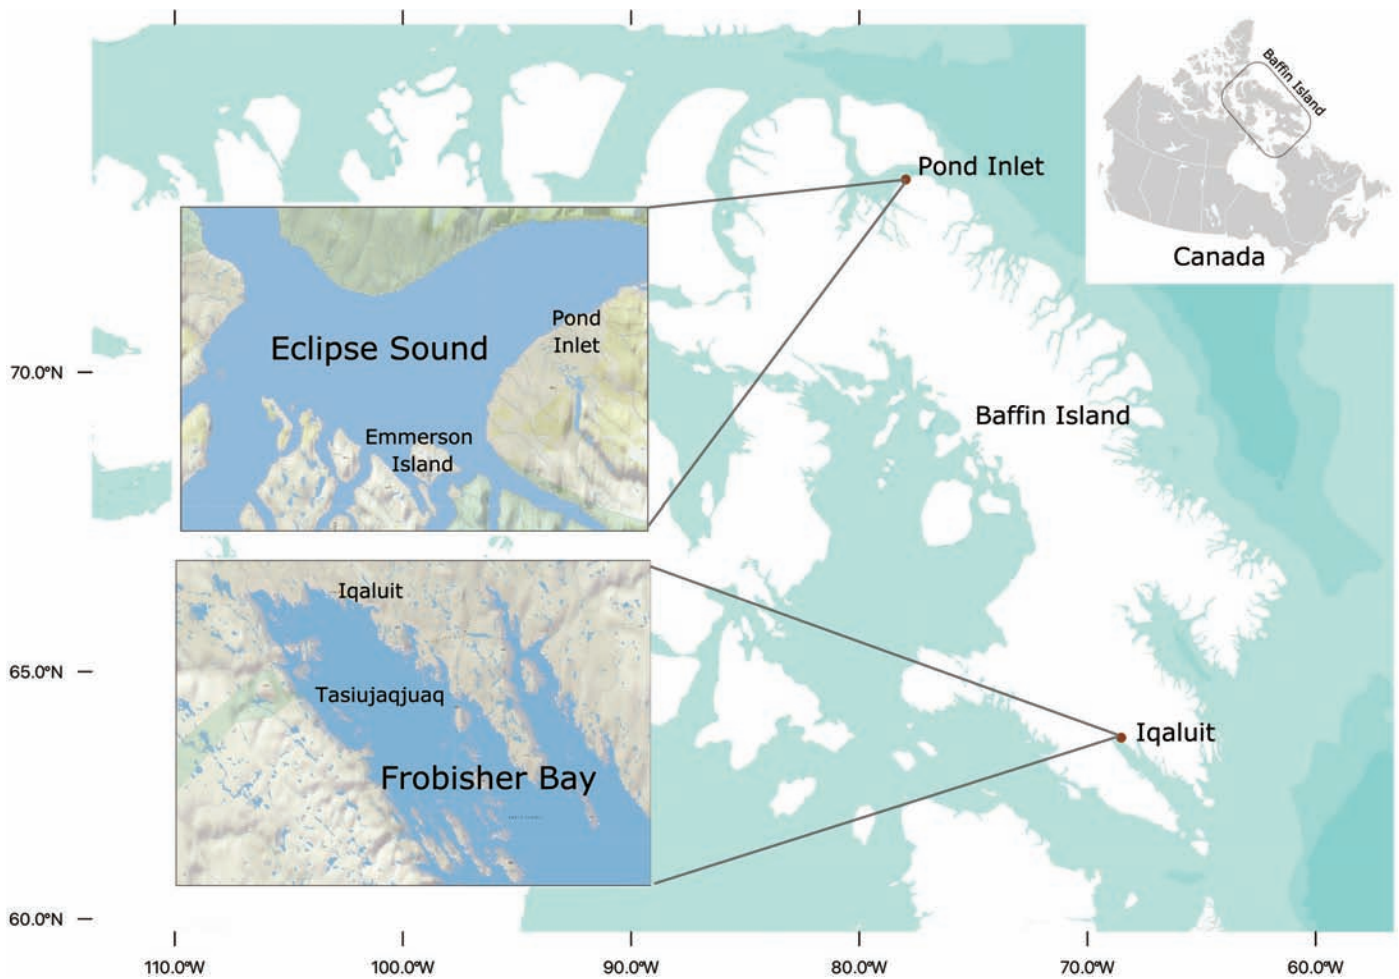 Baffin Island
Pond Inlet
Canada
Eclipse Sound
Pond
Inlet
Emmerson
Island
70.0°N
Baffin Island
Iqaluit
Tasiujaqjuaq
Frobisher Bay
65.0°N
Iqaluit
60.0°N
110.0°W
100.0°W
90.0°W
80.0°W
70.0°W
60.0°W